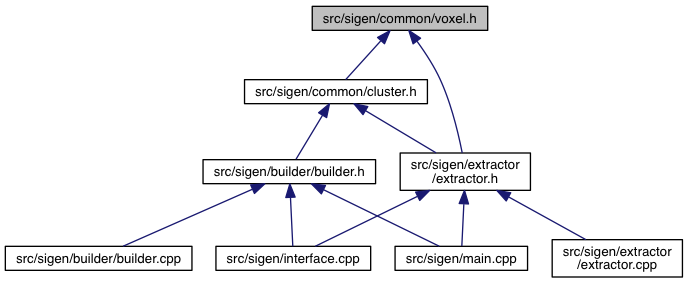 src/sigen/common/voxel.h
src/sigen/common/cluster.h
src/sigen/builder/builder.h
src/sigen/extractor
/extractor.h
src/sigen/builder/builder.cpp
src/sigen/interface.cpp
src/sigen/main.cpp
src/sigen/extractor
/extractor.cpp